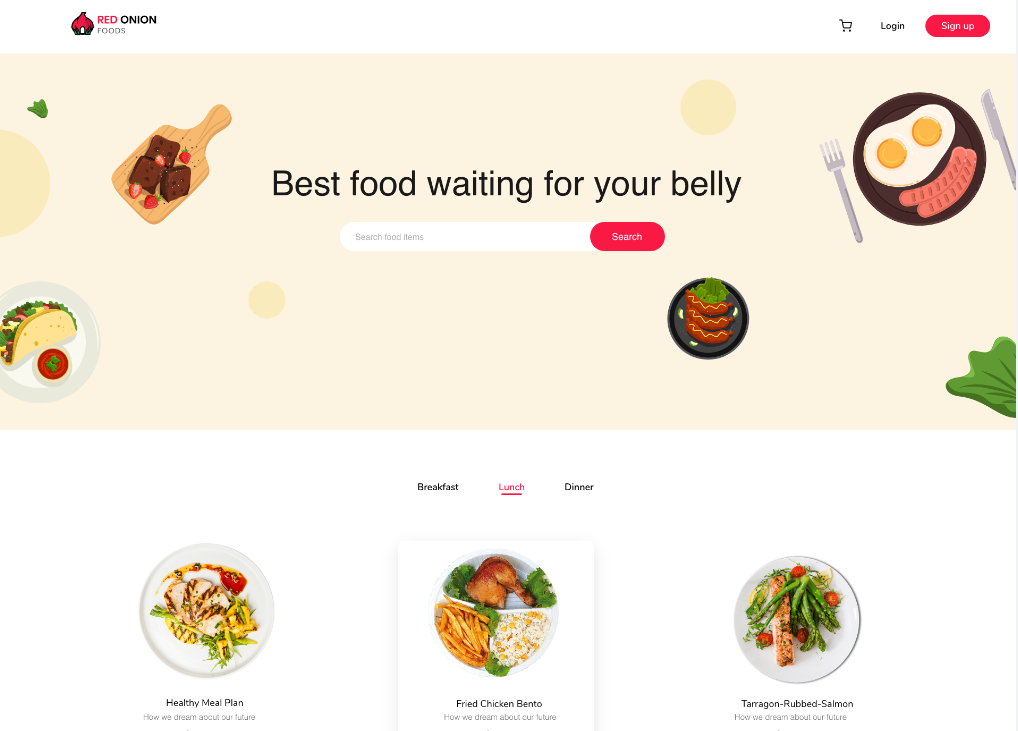 RED ONION
FOODS
Login
Sign up
Best food waiting for your belly
Search food items
Search
Breakfast
Lunch
Dinner
Healthy Meal Plan
How we dream about our future
Fried Chicken Bento
How we dream about our future
Tarragon-Rubbed-Salmon
How we dream about our future